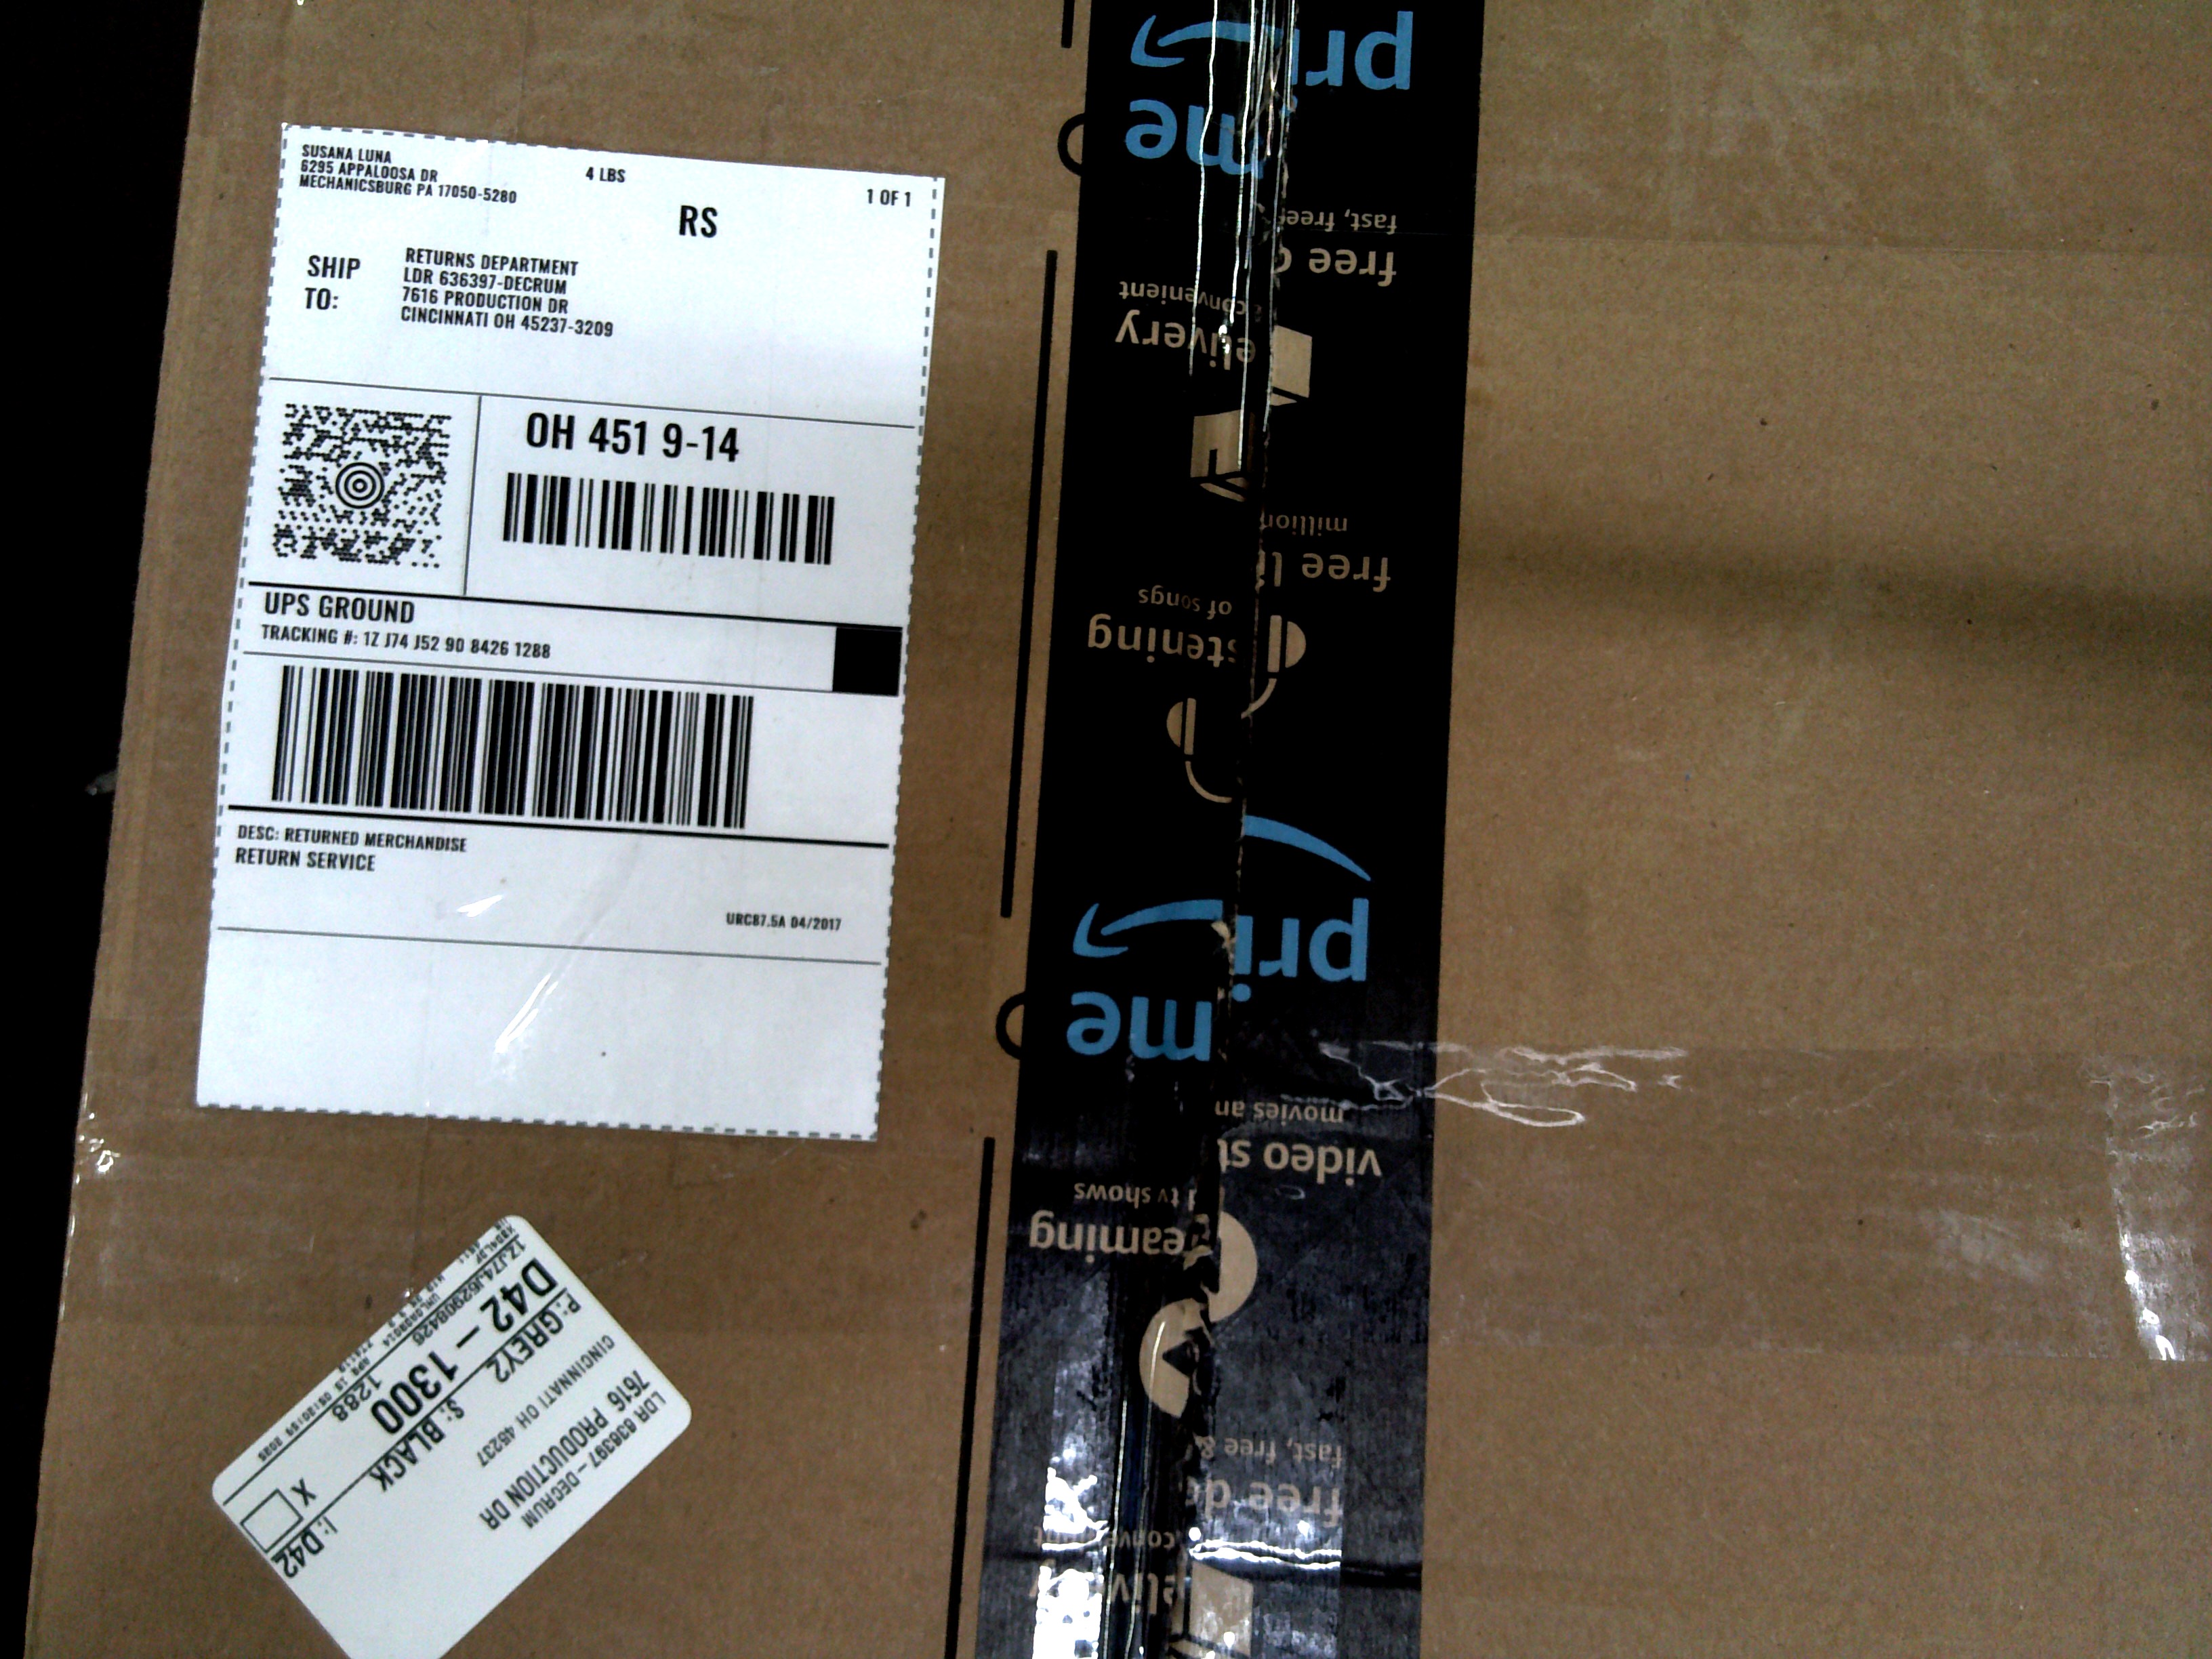 SUSANA LUNA
6295 APPALOOSA DR
MECHANICSBURG PA 17050-5280
4 LBS
1 OF 1
RS
SHIP TO:
RETURNS DEPARTMENT
LDR 636397-DECRUM
7616 PRODUCTION DR
CINCINNATI OH 45237-3209
OH 451 9-14
UPS GROUND
TRACKING #: 1Z J74 J52 90 8426 1288
DESC: RETURNED MERCHANDISE
RETURN SERVICE
URC87.5A 04/2017
LDR 636397 – DECRUM
7616 PRODUCTION DR
CINCINNATI OH 45237
P: GREY2 S: BLACK I: D42
D42 – 1300 X
1288
prime
fast, free
free delivery
convenient
million of songs
free listening
prime
movies and tv shows
video streaming
fast, free &
free delivery